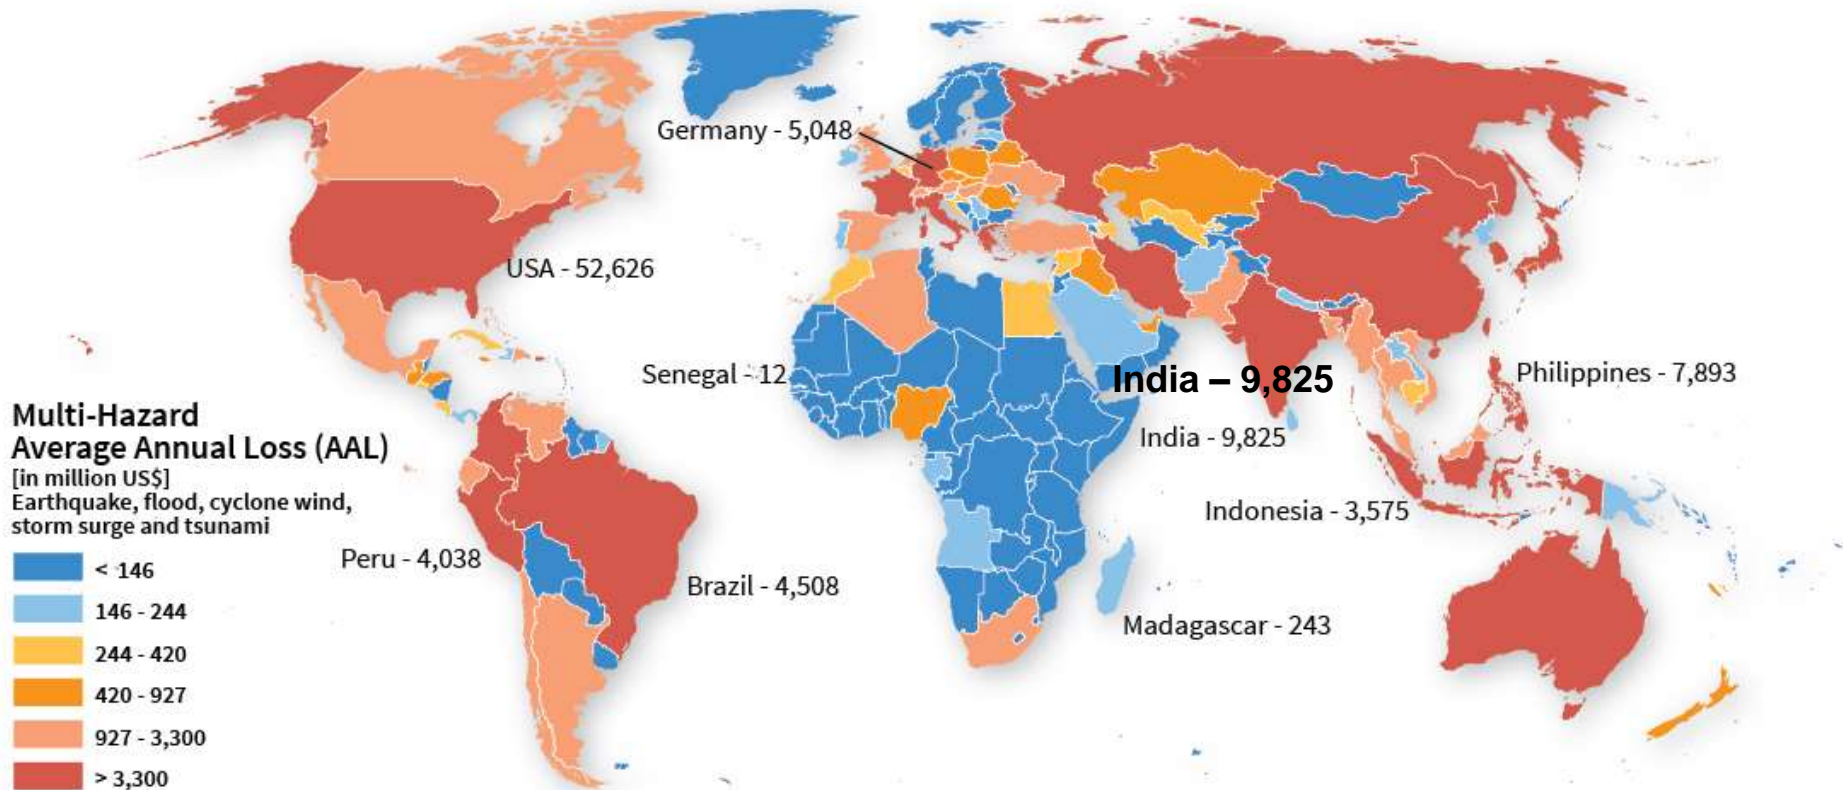 Germany - 5,048
USA - 52,626
Senegal - 12
India – 9,825
Philippines - 7,893
India - 9,825
Indonesia - 3,575
Peru - 4,038
Brazil - 4,508
Madagascar - 243
Multi-Hazard
Average Annual Loss (AAL)
[in million US$]
Earthquake, flood, cyclone wind,
storm surge and tsunami
< 146
146 - 244
244 - 420
420 - 927
927 - 3,300
> 3,300